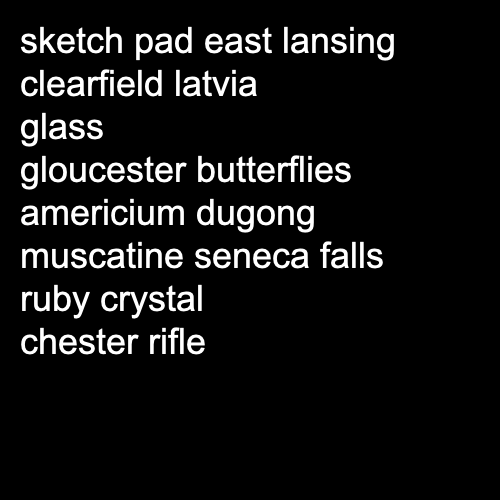 sketch pad east lansing
clearfield latvia
glass
gloucester butterflies
americium dugong
muscatine seneca falls
ruby crystal
chester rifle